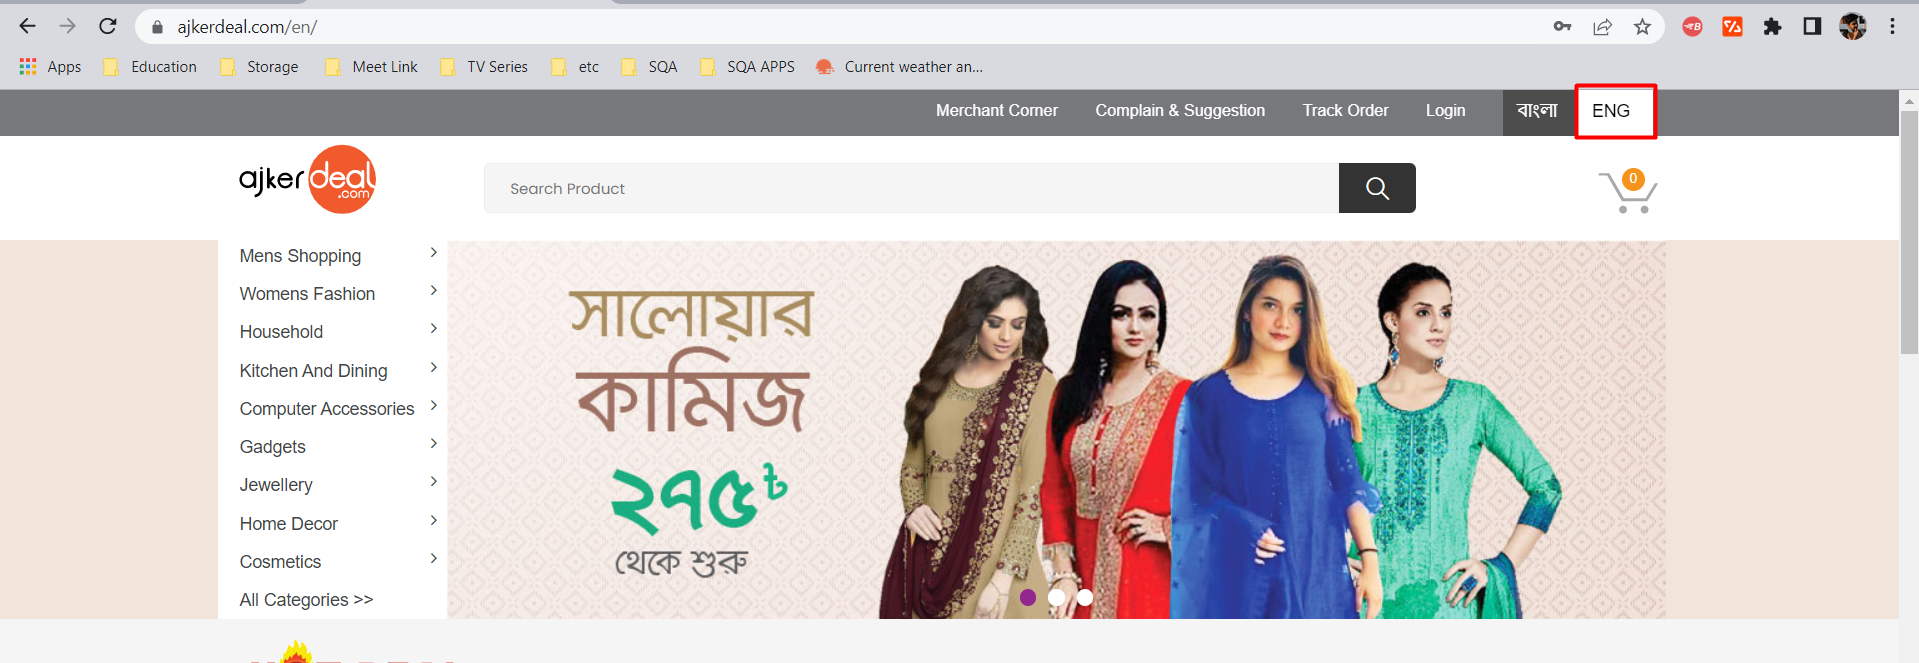 ajkerdeal.com/en/
Apps Education Storage Meet Link TV Series etc SQA SQA APPS Current weather an...
Merchant Corner Complain & Suggestion Track Order Login বাংলা ENG
ajkerdeal
.com
Search Product
0
Mens Shopping
Womens Fashion
Household
Kitchen And Dining
Computer Accessories
Gadgets
Jewellery
Home Decor
Cosmetics
All Categories >>
সালোয়ার
কামিজ
২৭৫৳
থেকে শুরু